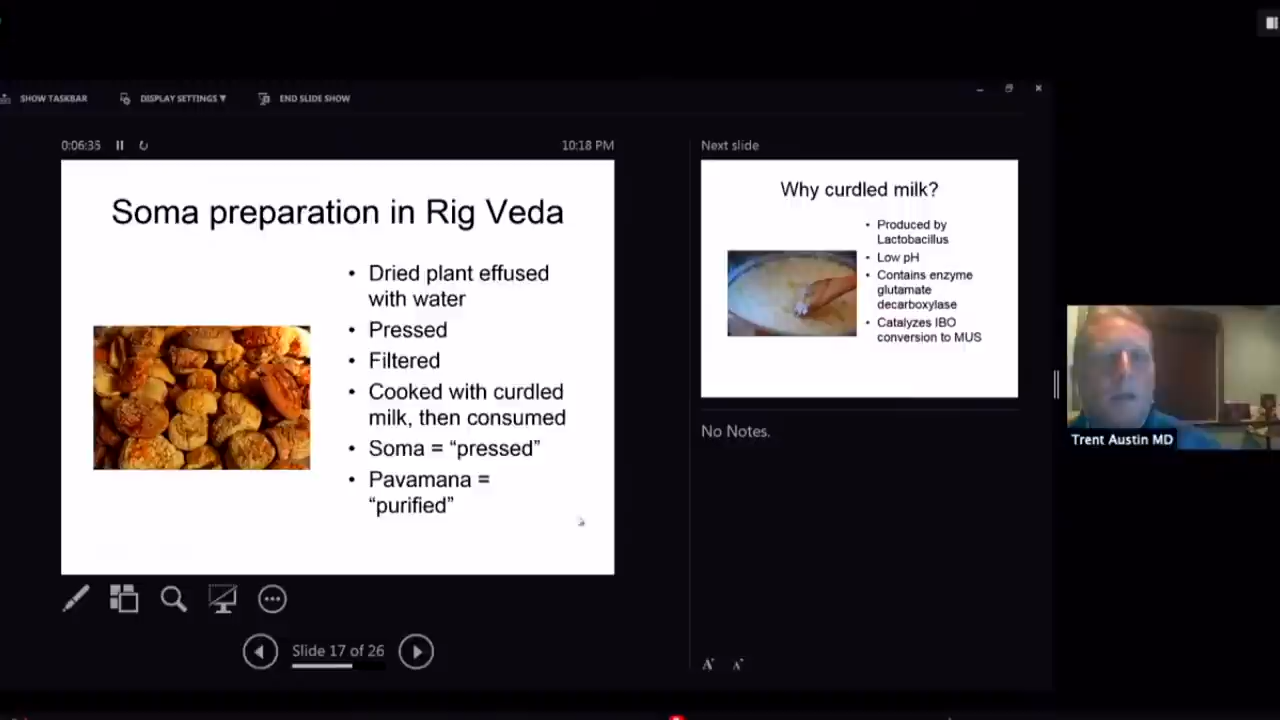 SHOW TASKBAR
DISPLAY SETTINGS ▼
END SLIDE SHOW
0:06:35
10:18 PM
Soma preparation in Rig Veda
• Dried plant effused
with water
• Pressed
• Filtered
• Cooked with curdled
milk, then consumed
• Soma = “pressed”
• Pavamana =
“purified”
Slide 17 of 26
Next slide
Why curdled milk?
• Produced by
Lactobacillus
• Low pH
• Contains enzyme
glutamate
decarboxylase
• Catalyzes IBO
conversion to MUS
No Notes.
A
A
Trent Austin MD